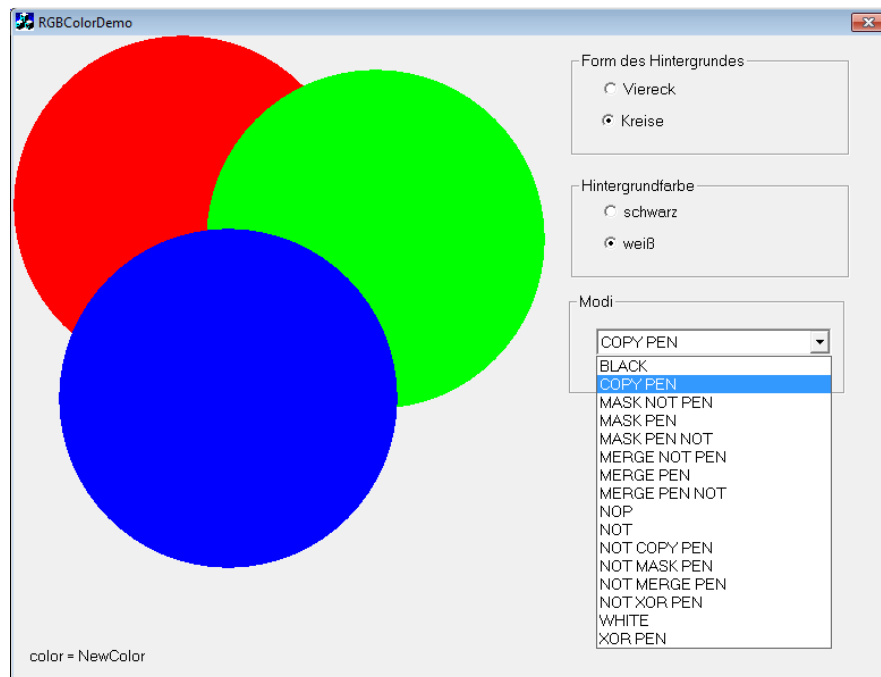 RGBColorDemo
Form des Hintergrundes
Viereck
Kreise
Hintergrundfarbe
schwarz
weiß
Modi
COPY PEN
BLACK
COPY PEN
MASK NOT PEN
MASK PEN
MASK PEN NOT
MERGE NOT PEN
MERGE PEN
MERGE PEN NOT
NOP
NOT
NOT COPY PEN
NOT MASK PEN
NOT MERGE PEN
NOT XOR PEN
WHITE
XOR PEN
color = NewColor